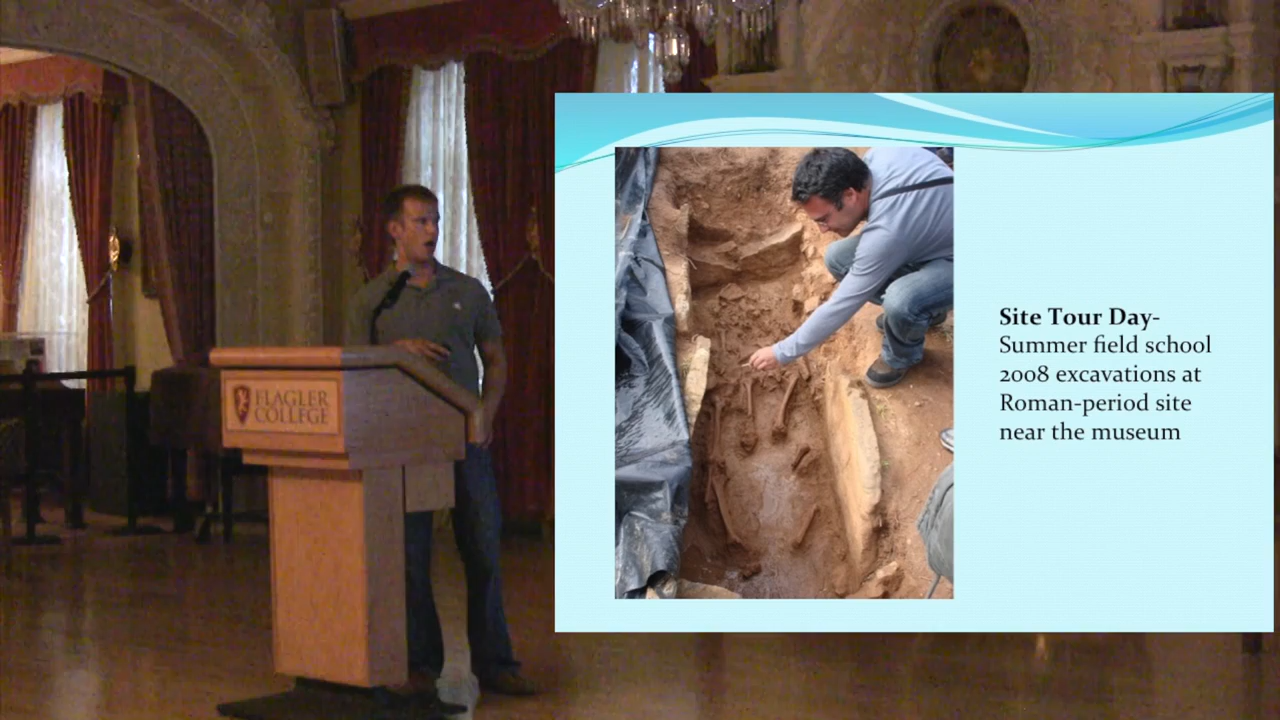 FLAGLER
COLLEGE
Site Tour Day-
Summer field school
2008 excavations at
Roman-period site
near the museum